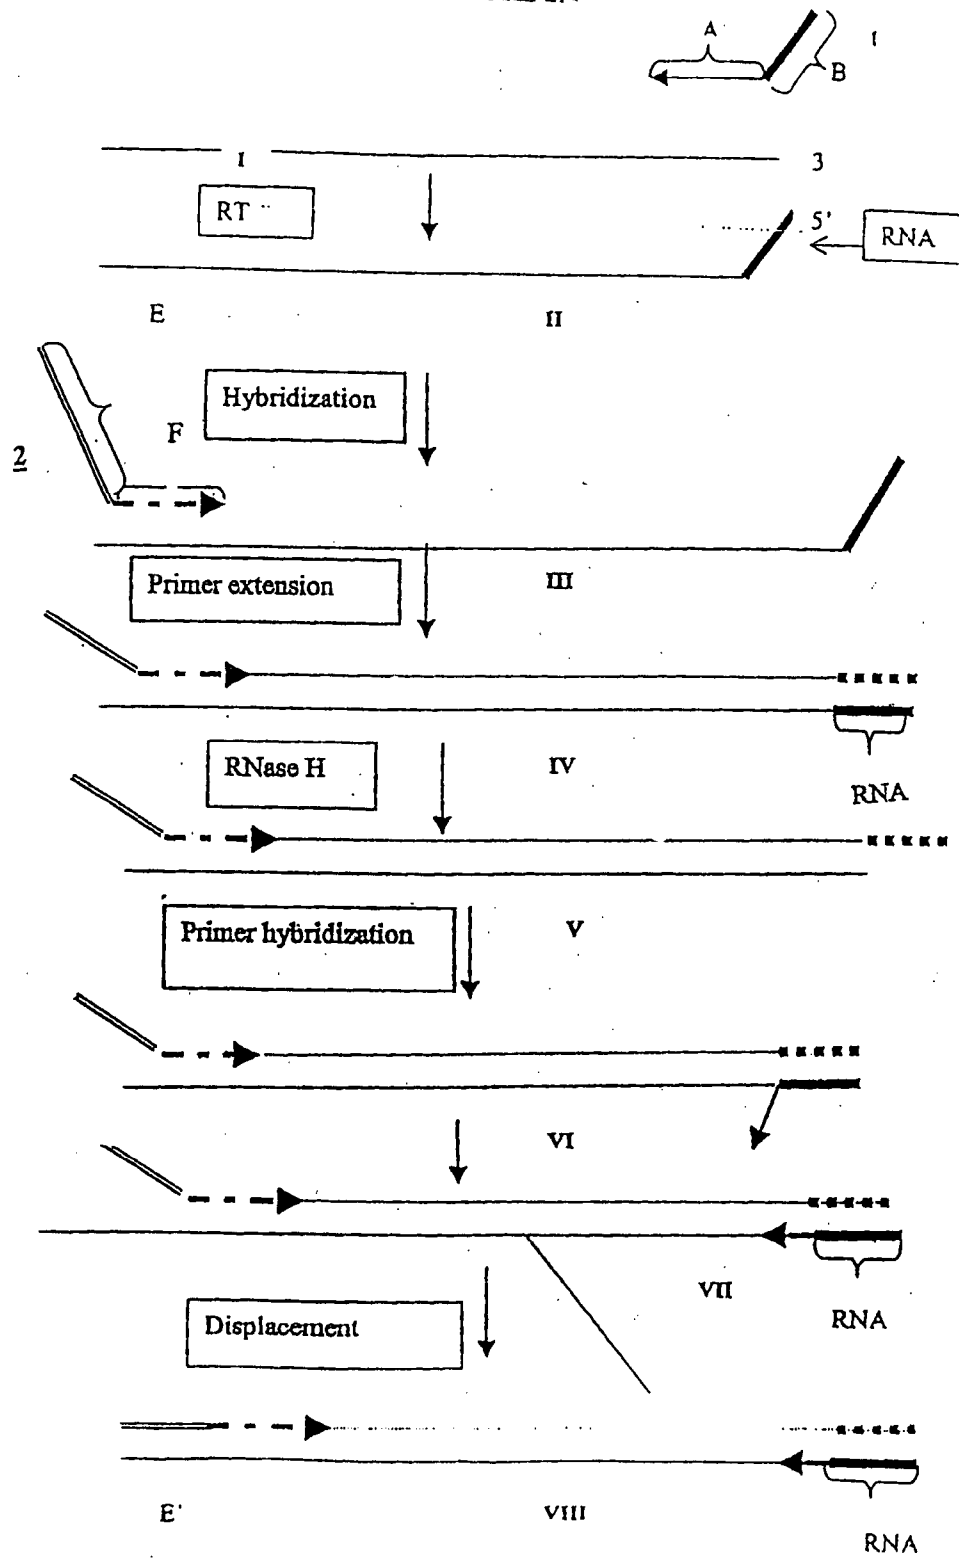 A
1
B
I
3
RT
5'
RNA
E
II
Hybridization
F
2
III
Primer extension
RNase H
IV
RNA
Primer hybridization
V
VI
VII
RNA
Displacement
E'
VIII
RNA